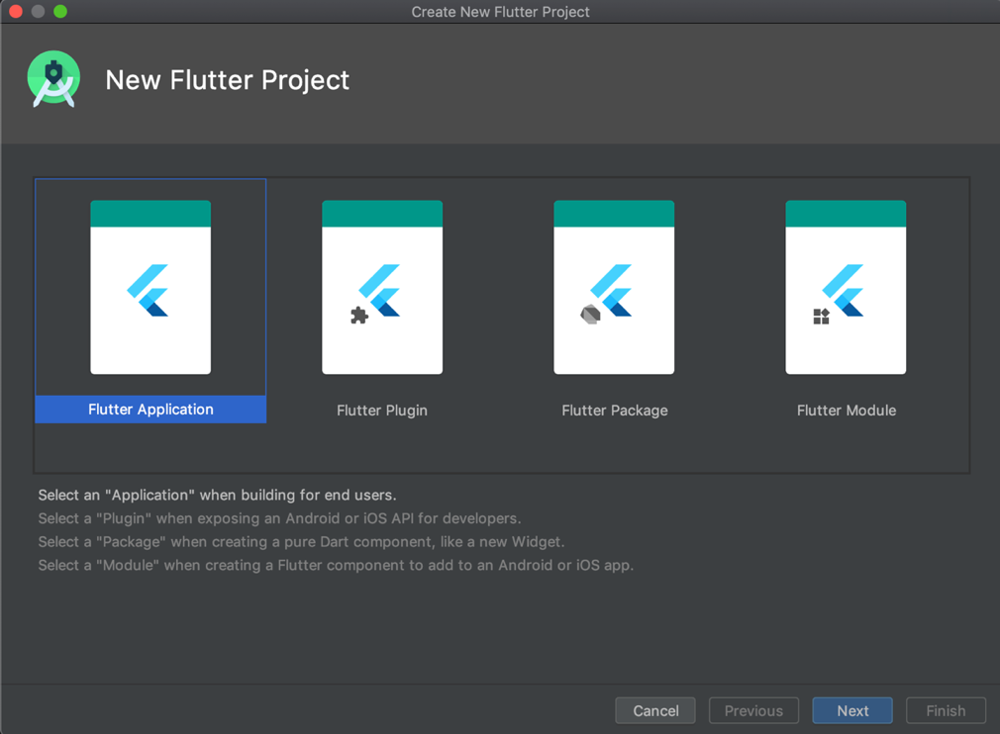 Create New Flutter Project
New Flutter Project
Flutter Application
Flutter Plugin
Flutter Package
Flutter Module
Select an "Application" when building for end users.
Select a "Plugin" when exposing an Android or iOS API for developers.
Select a "Package" when creating a pure Dart component, like a new Widget.
Select a "Module" when creating a Flutter component to add to an Android or iOS app.
Cancel
Previous
Next
Finish